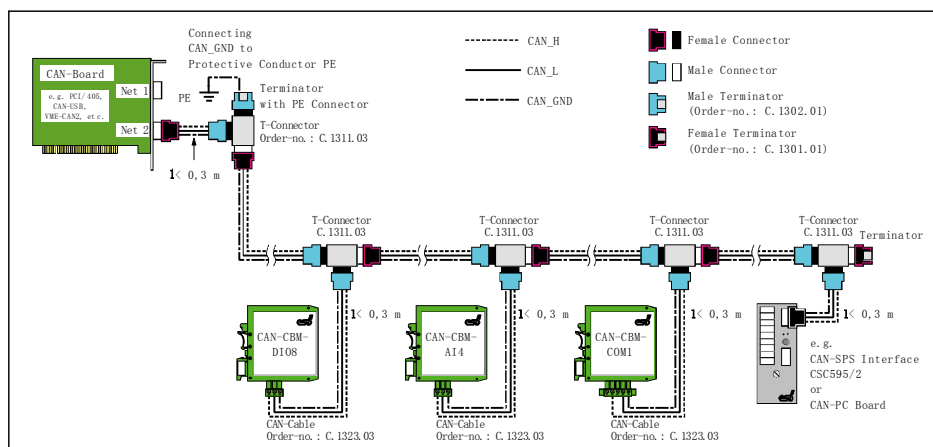 Connecting
CAN_GND to
Protective Conductor PE
CAN_H
CAN_L
CAN_GND
Female Connector
Male Connector
Male Terminator
(Order-no.: C.1302.01)
Female Terminator
(Order-no.: C.1301.01)
CAN-Board
e.g. PCI/405,
CAN-USB,
VME-CAN2, etc.
Net 1
Net 2
PE
Terminator
with PE Connector
T-Connector
Order-no.: C.1311.03
l< 0,3 m
T-Connector
C.1311.03
T-Connector
C.1311.03
T-Connector
C.1311.03
T-Connector
C.1311.03
Terminator
l< 0,3 m
l< 0,3 m
l< 0,3 m
l< 0,3 m
esd
CAN-CBM-
DIO8
esd
CAN-CBM-
AI4
esd
CAN-CBM-
COM1
e.g.
CAN-SPS Interface
CSC595/2
or
CAN-PC Board
esd
CAN-Cable
Order-no.: C.1323.03
CAN-Cable
Order-no.: C.1323.03
CAN-Cable
Order-no.: C.1323.03